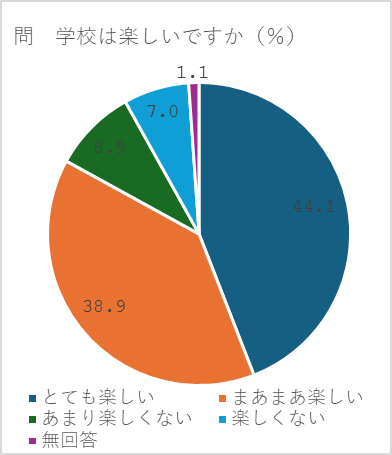 問　学校は楽しいですか（%）
1.1
7.0
8.9
44.1
38.9
とても楽しい　まあまあ楽しい
あまり楽しくない　楽しくない
無回答